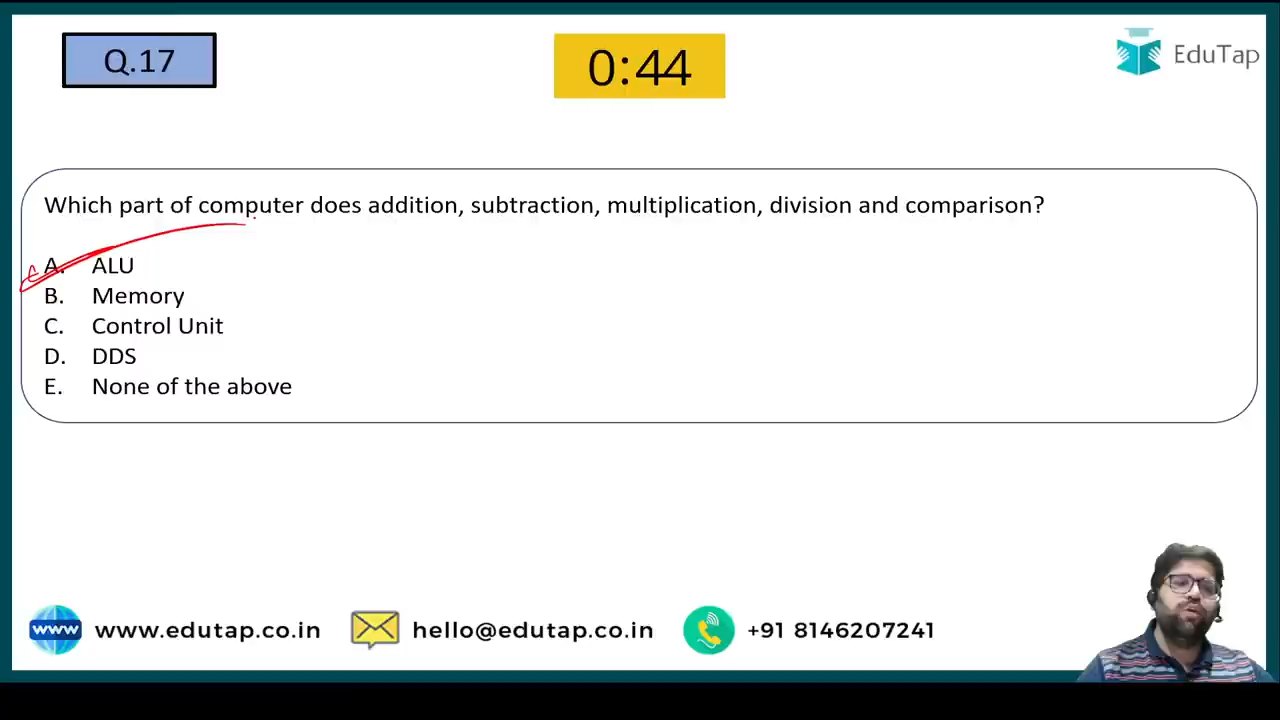 Q.17
0:44
EduTap
Which part of computer does addition, subtraction, multiplication, division and comparison?
A. ALU
B. Memory
C. Control Unit
D. DDS
E. None of the above
www www.edutap.co.in
hello@edutap.co.in
+91 8146207241